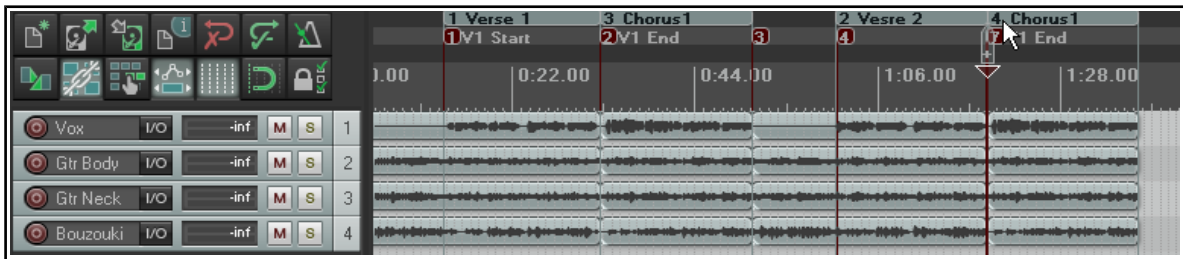 1 Verse 1 3 Chorus1 2 Vesre 2 4 Chorus1
1 V1 Start 2 V1 End 3 4 7 1 End
0.00 0:22.00 0:44.00 1:06.00 1:28.00
Vox I/O -inf M S 1
Gtr Body I/O -inf M S 2
Gtr Neck I/O -inf M S 3
Bouzouki I/O -inf M S 4